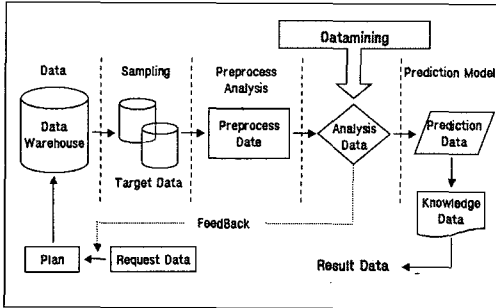 Datamining
Data
Sampling
Preprocess
Analysis
Prediction Model
Data
Warehouse
Target Data
Preprocess
Date
Analysis
Data
Prediction
Data
Knowledge
Data
FeedBack
Plan
Request Data
Result Data